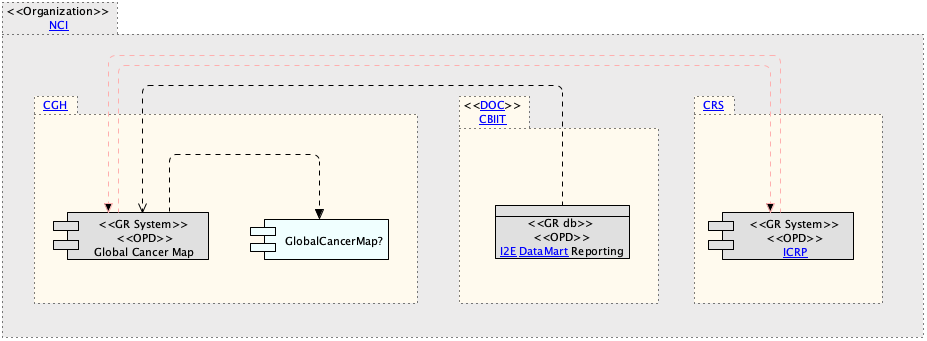 <<Organization>>
NCI
CGH
<<DOC>>
CBIIT
CRS
<<GR System>>
<<OPD>>
Global Cancer Map
GlobalCancerMap?
<<GR db>>
<<OPD>>
I2E DataMart Reporting
<<GR System>>
<<OPD>>
ICRP